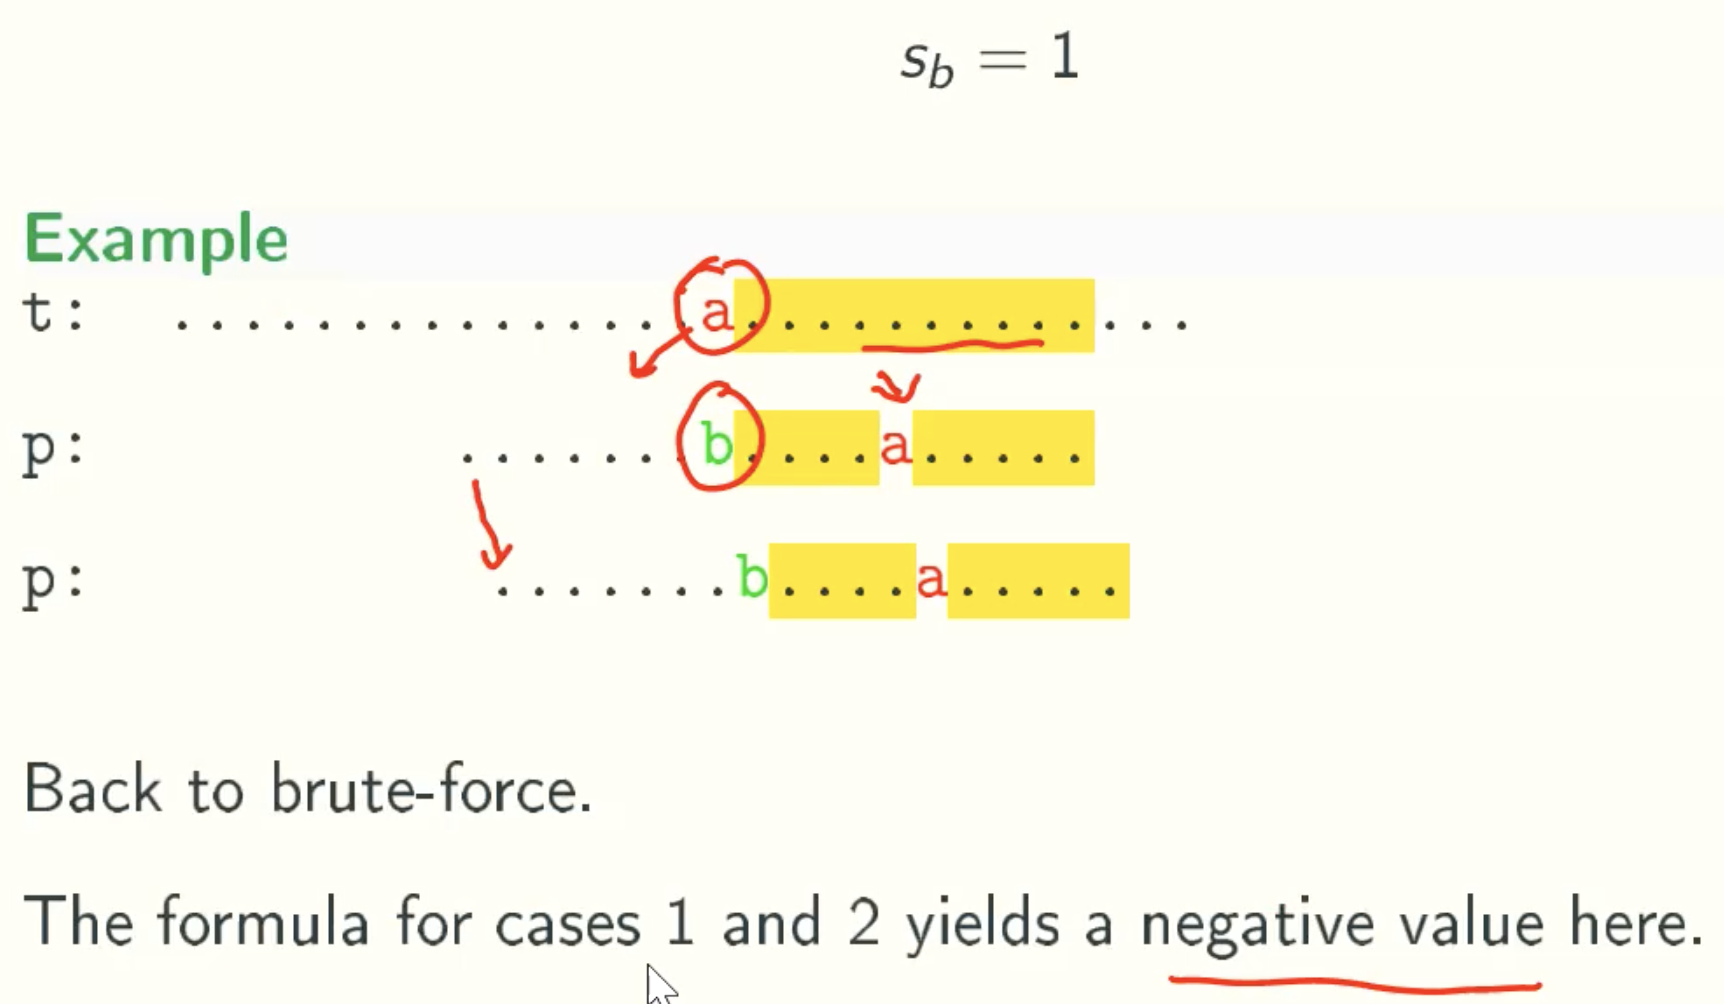 s_b = 1
Example
t: ...............a.............
p: .......b....a.....
p: .......b....a.....
Back to brute-force.
The formula for cases 1 and 2 yields a negative value here.